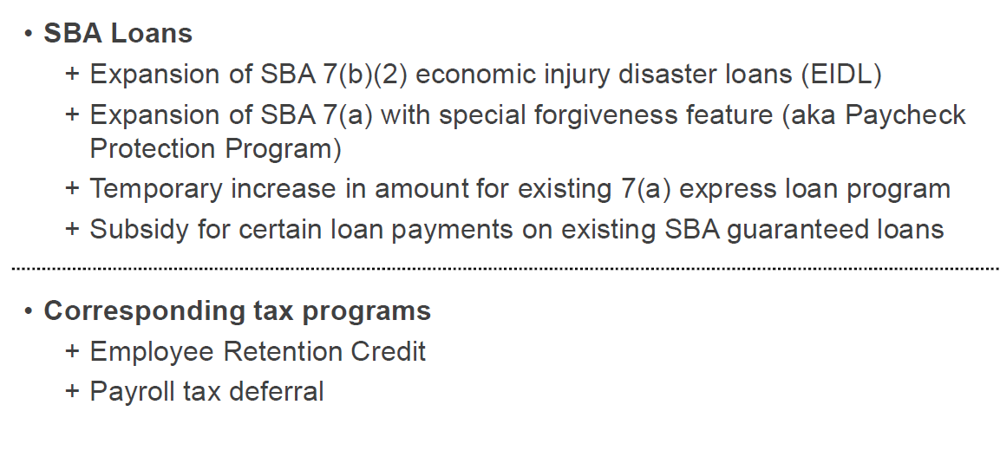 • SBA Loans
+ Expansion of SBA 7(b)(2) economic injury disaster loans (EIDL)
+ Expansion of SBA 7(a) with special forgiveness feature (aka Paycheck
Protection Program)
+ Temporary increase in amount for existing 7(a) express loan program
+ Subsidy for certain loan payments on existing SBA guaranteed loans
• Corresponding tax programs
+ Employee Retention Credit
+ Payroll tax deferral